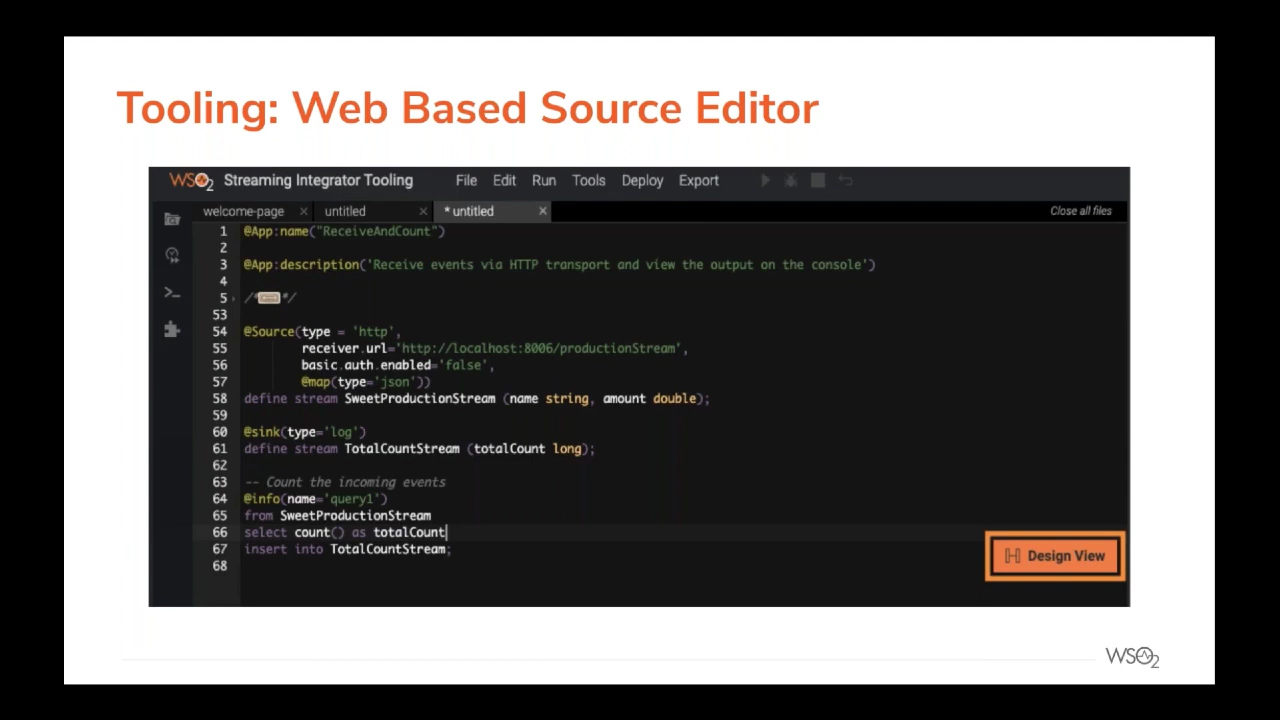 Tooling: Web Based Source Editor
WSO2 Streaming Integrator Tooling File Edit Run Tools Deploy Export
welcome-page × untitled × * untitled × Close all files
1 @App:name("ReceiveAndCount")
2
3 @App:description('Receive events via HTTP transport and view the output on the console')
4
5 /*↔*/
53
54 @Source(type = 'http',
55 receiver.url='http://localhost:8006/productionStream',
56 basic.auth.enabled='false',
57 @map(type='json'))
58 define stream SweetProductionStream (name string, amount double);
59
60 @sink(type='log')
61 define stream TotalCountStream (totalCount long);
62
63 -- Count the incoming events
64 @info(name='query1')
65 from SweetProductionStream
66 select count() as totalCount
67 insert into TotalCountStream;
68
Design View
WSO2